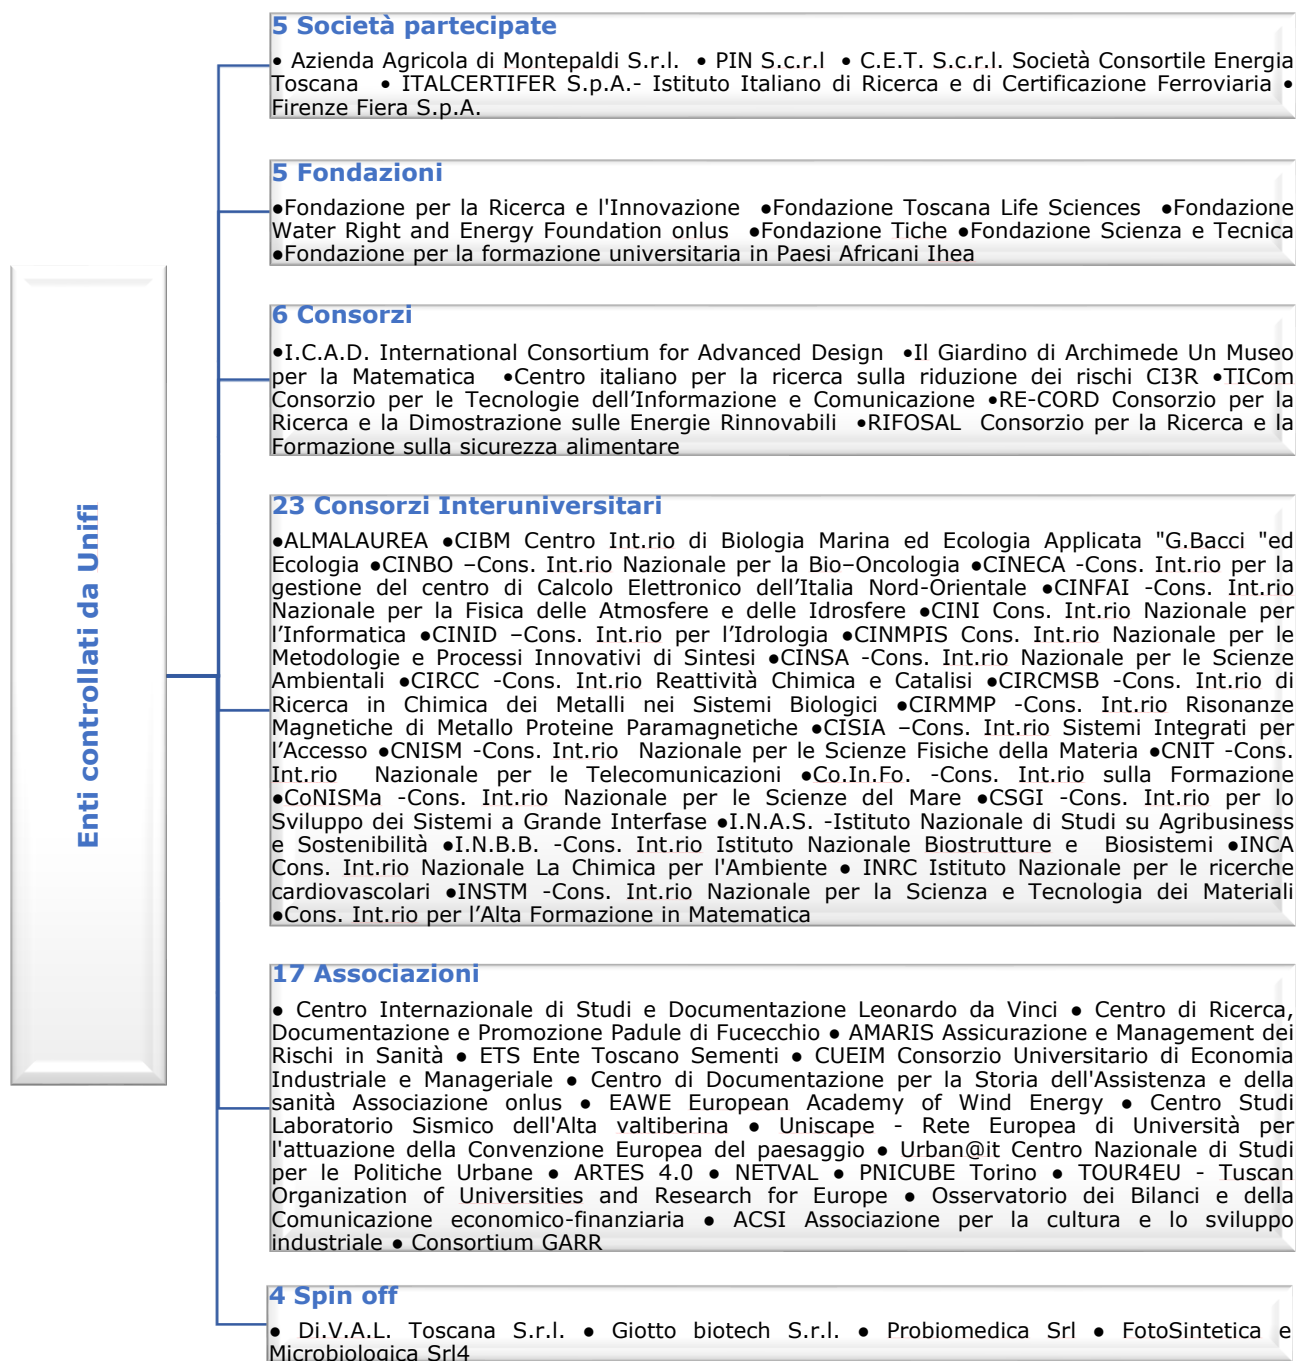 5 Società partecipate
• Azienda Agricola di Montepaldi S.r.l. • PIN S.c.r.l • C.E.T. S.c.r.l. Società Consortile Energia
Toscana • ITALCERTIFER S.p.A.- Istituto Italiano di Ricerca e di Certificazione Ferroviaria •
Firenze Fiera S.p.A.
5 Fondazioni
●Fondazione per la Ricerca e l'Innovazione ●Fondazione Toscana Life Sciences ●Fondazione
Water Right and Energy Foundation onlus ●Fondazione Tiche ●Fondazione Scienza e Tecnica
●Fondazione per la formazione universitaria in Paesi Africani Ihea
6 Consorzi
●I.C.A.D. International Consortium for Advanced Design •Il Giardino di Archimede Un Museo
per la Matematica •Centro italiano per la ricerca sulla riduzione dei rischi CI3R •TICom
Consorzio per le Tecnologie dell’Informazione e Comunicazione •RE-CORD Consorzio per la
Ricerca e la Dimostrazione sulle Energie Rinnovabili •RIFOSAL Consorzio per la Ricerca e la
Formazione sulla sicurezza alimentare
Enti controllati da Unifi
23 Consorzi Interuniversitari
●ALMALAUREA ●CIBM Centro Int.rio di Biologia Marina ed Ecologia Applicata "G.Bacci "ed
Ecologia ●CINBO –Cons. Int.rio Nazionale per la Bio–Oncologia ●CINECA -Cons. Int.rio per la
gestione del centro di Calcolo Elettronico dell’Italia Nord-Orientale ●CINFAI -Cons. Int.rio
Nazionale per la Fisica delle Atmosfere e delle Idrosfere ●CINI Cons. Int.rio Nazionale per
l’Informatica ●CINID –Cons. Int.rio per l’Idrologia ●CINMPIS Cons. Int.rio Nazionale per le
Metodologie e Processi Innovativi di Sintesi ●CINSA -Cons. Int.rio Nazionale per le Scienze
Ambientali ●CIRCC -Cons. Int.rio Reattività Chimica e Catalisi ●CIRCMSB -Cons. Int.rio di
Ricerca in Chimica dei Metalli nei Sistemi Biologici ●CIRMMP -Cons. Int.rio Risonanze
Magnetiche di Metallo Proteine Paramagnetiche ●CISIA –Cons. Int.rio Sistemi Integrati per
l’Accesso ●CNISM -Cons. Int.rio Nazionale per le Scienze Fisiche della Materia ●CNIT -Cons.
Int.rio Nazionale per le Telecomunicazioni ●Co.In.Fo. -Cons. Int.rio sulla Formazione
●CoNISMa -Cons. Int.rio Nazionale per le Scienze del Mare ●CSGI -Cons. Int.rio per lo
Sviluppo dei Sistemi a Grande Interfase ●I.N.A.S. -Istituto Nazionale di Studi su Agribusiness
e Sostenibilità ●I.N.B.B. -Cons. Int.rio Istituto Nazionale Biostrutture e Biosistemi ●INCA
Cons. Int.rio Nazionale La Chimica per l'Ambiente ● INRC Istituto Nazionale per le ricerche
cardiovascolari ●INSTM -Cons. Int.rio Nazionale per la Scienza e Tecnologia dei Materiali
●Cons. Int.rio per l’Alta Formazione in Matematica
17 Associazioni
● Centro Internazionale di Studi e Documentazione Leonardo da Vinci ● Centro di Ricerca,
Documentazione e Promozione Padule di Fucecchio ● AMARIS Assicurazione e Management dei
Rischi in Sanità ● ETS Ente Toscano Sementi ● CUEIM Consorzio Universitario di Economia
Industriale e Manageriale ● Centro di Documentazione per la Storia dell'Assistenza e della
sanità Associazione onlus ● EAWE European Academy of Wind Energy ● Centro Studi
Laboratorio Sismico dell'Alta valtiberina ● Uniscape - Rete Europea di Università per
l'attuazione della Convenzione Europea del paesaggio ● Urban@it Centro Nazionale di Studi
per le Politiche Urbane ● ARTES 4.0 ● NETVAL ● PNICUBE Torino ● TOUR4EU - Tuscan
Organization of Universities and Research for Europe ● Osservatorio dei Bilanci e della
Comunicazione economico-finanziaria ● ACSI Associazione per la cultura e lo sviluppo
industriale ● Consortium GARR
4 Spin off
● Di.V.A.L. Toscana S.r.l. ● Giotto biotech S.r.l. ● Probiomedica Srl ● FotoSintetica e
Microbiologica Srl4